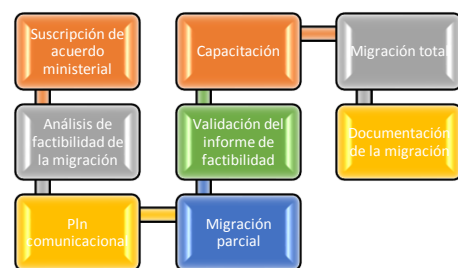 Suscripción de
acuerdo
ministerial
Análisis de
factibilidad de
la migración
Pln
comunicacional
Migración
parcial
Validación del
informe de
factibilidad
Capacitación
Migración total
Documentación
de la migración